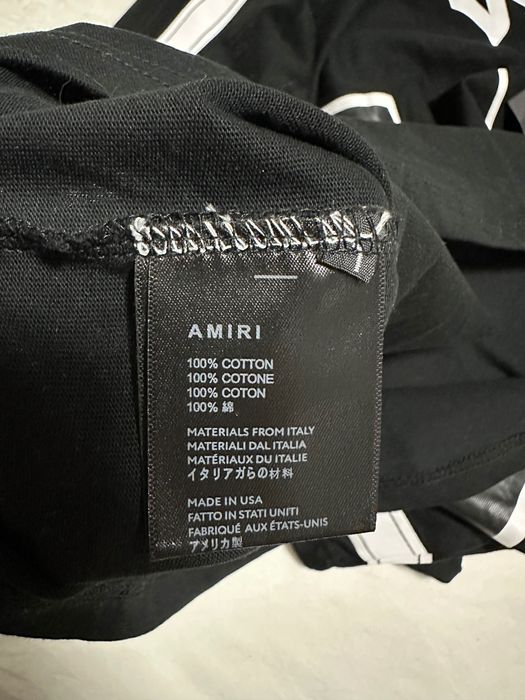 AMIRI
100% COTTON
100% COTONE
100% COTON
100% 綿
MATERIALS FROM ITALY
MATERIALI DAL ITALIA
MATÉRIAUX DU ITALIE
イタリアガらの材料
MADE IN USA
FATTO IN STATI UNITI
FABRIQUÉ AUX ÉTATS-UNIS
アメリカ製